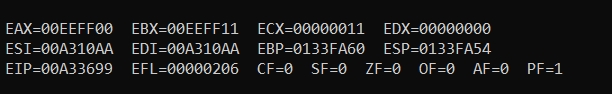 EAX=00EEFF00 EBX=00EEFF11 ECX=00000011 EDX=00000000
ESI=00A310AA EDI=00A310AA EBP=0133FA60 ESP=0133FA54
EIP=00A33699 EFL=00000206 CF=0 SF=0 ZF=0 OF=0 AF=0 PF=1